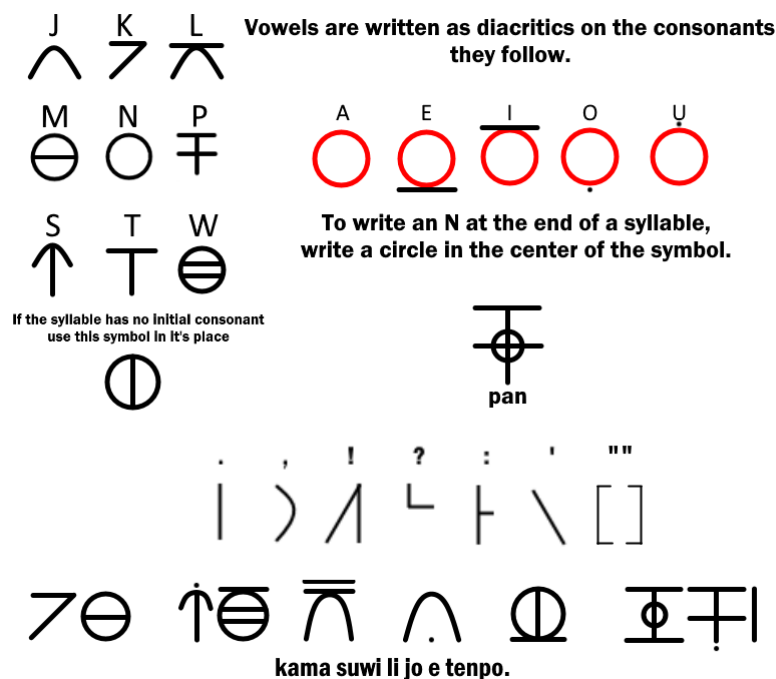 J K L
Vowels are written as diacritics on the consonants
they follow.
M N P
A E I O U
S T W
To write an N at the end of a syllable,
write a circle in the center of the symbol.
If the syllable has no initial consonant
use this symbol in it's place
pan
. , ! ? : ' ""
kama suwi li jo e tenpo.